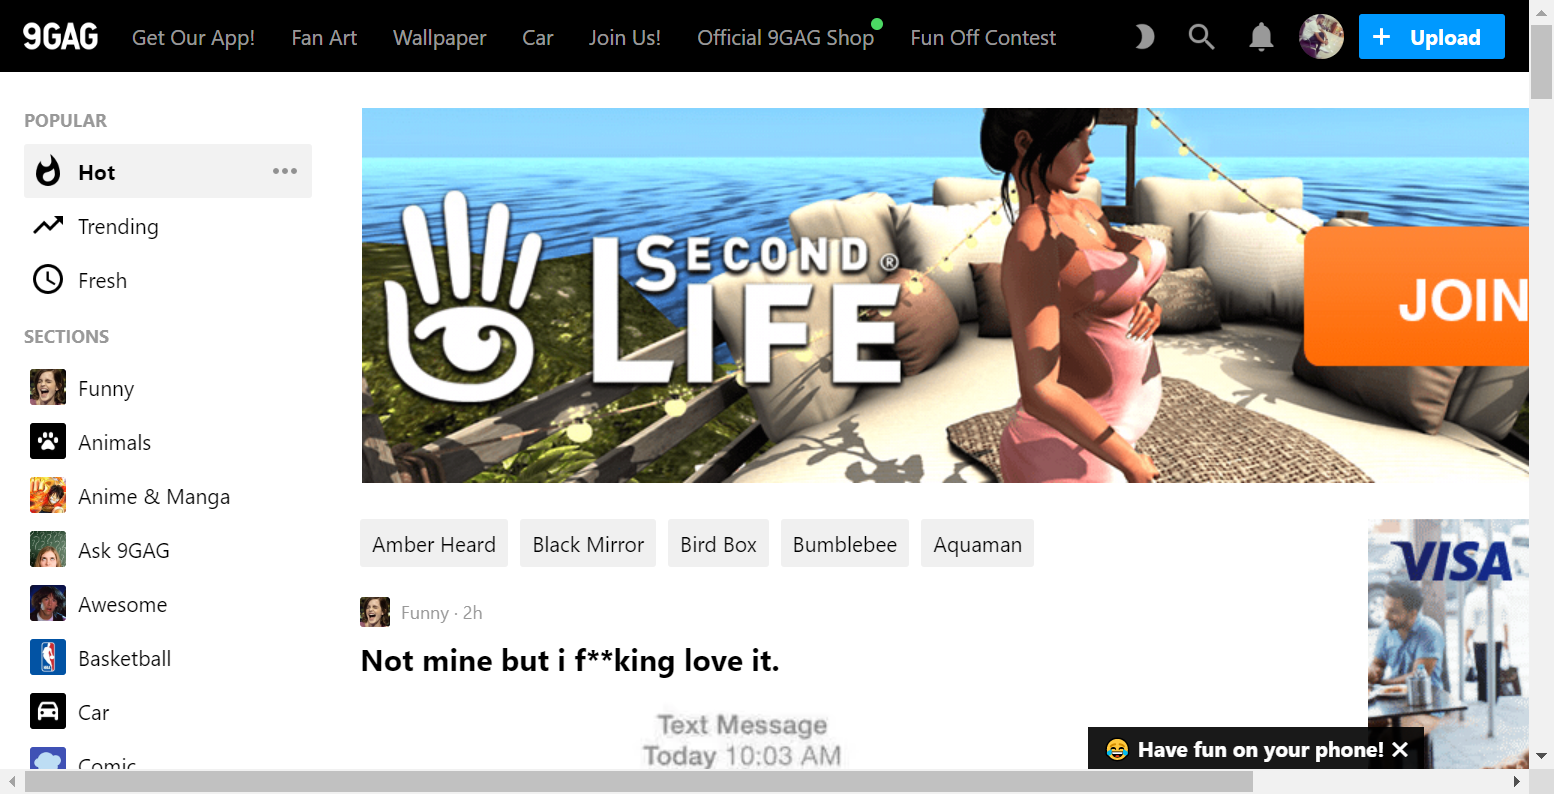 9GAG Get Our App! Fan Art Wallpaper Car Join Us! Official 9GAG Shop Fun Off Contest + Upload
POPULAR
Hot
Trending
Fresh
SECTIONS
Funny
Animals
Anime & Manga
Ask 9GAG
Awesome
Basketball
Car
Comic
SECOND®
LIFE
JOIN
Amber Heard Black Mirror Bird Box Bumblebee Aquaman
Funny · 2h
Not mine but i f**king love it.
Text Message
Today 10:03 AM
VISA
😂 Have fun on your phone! ✕